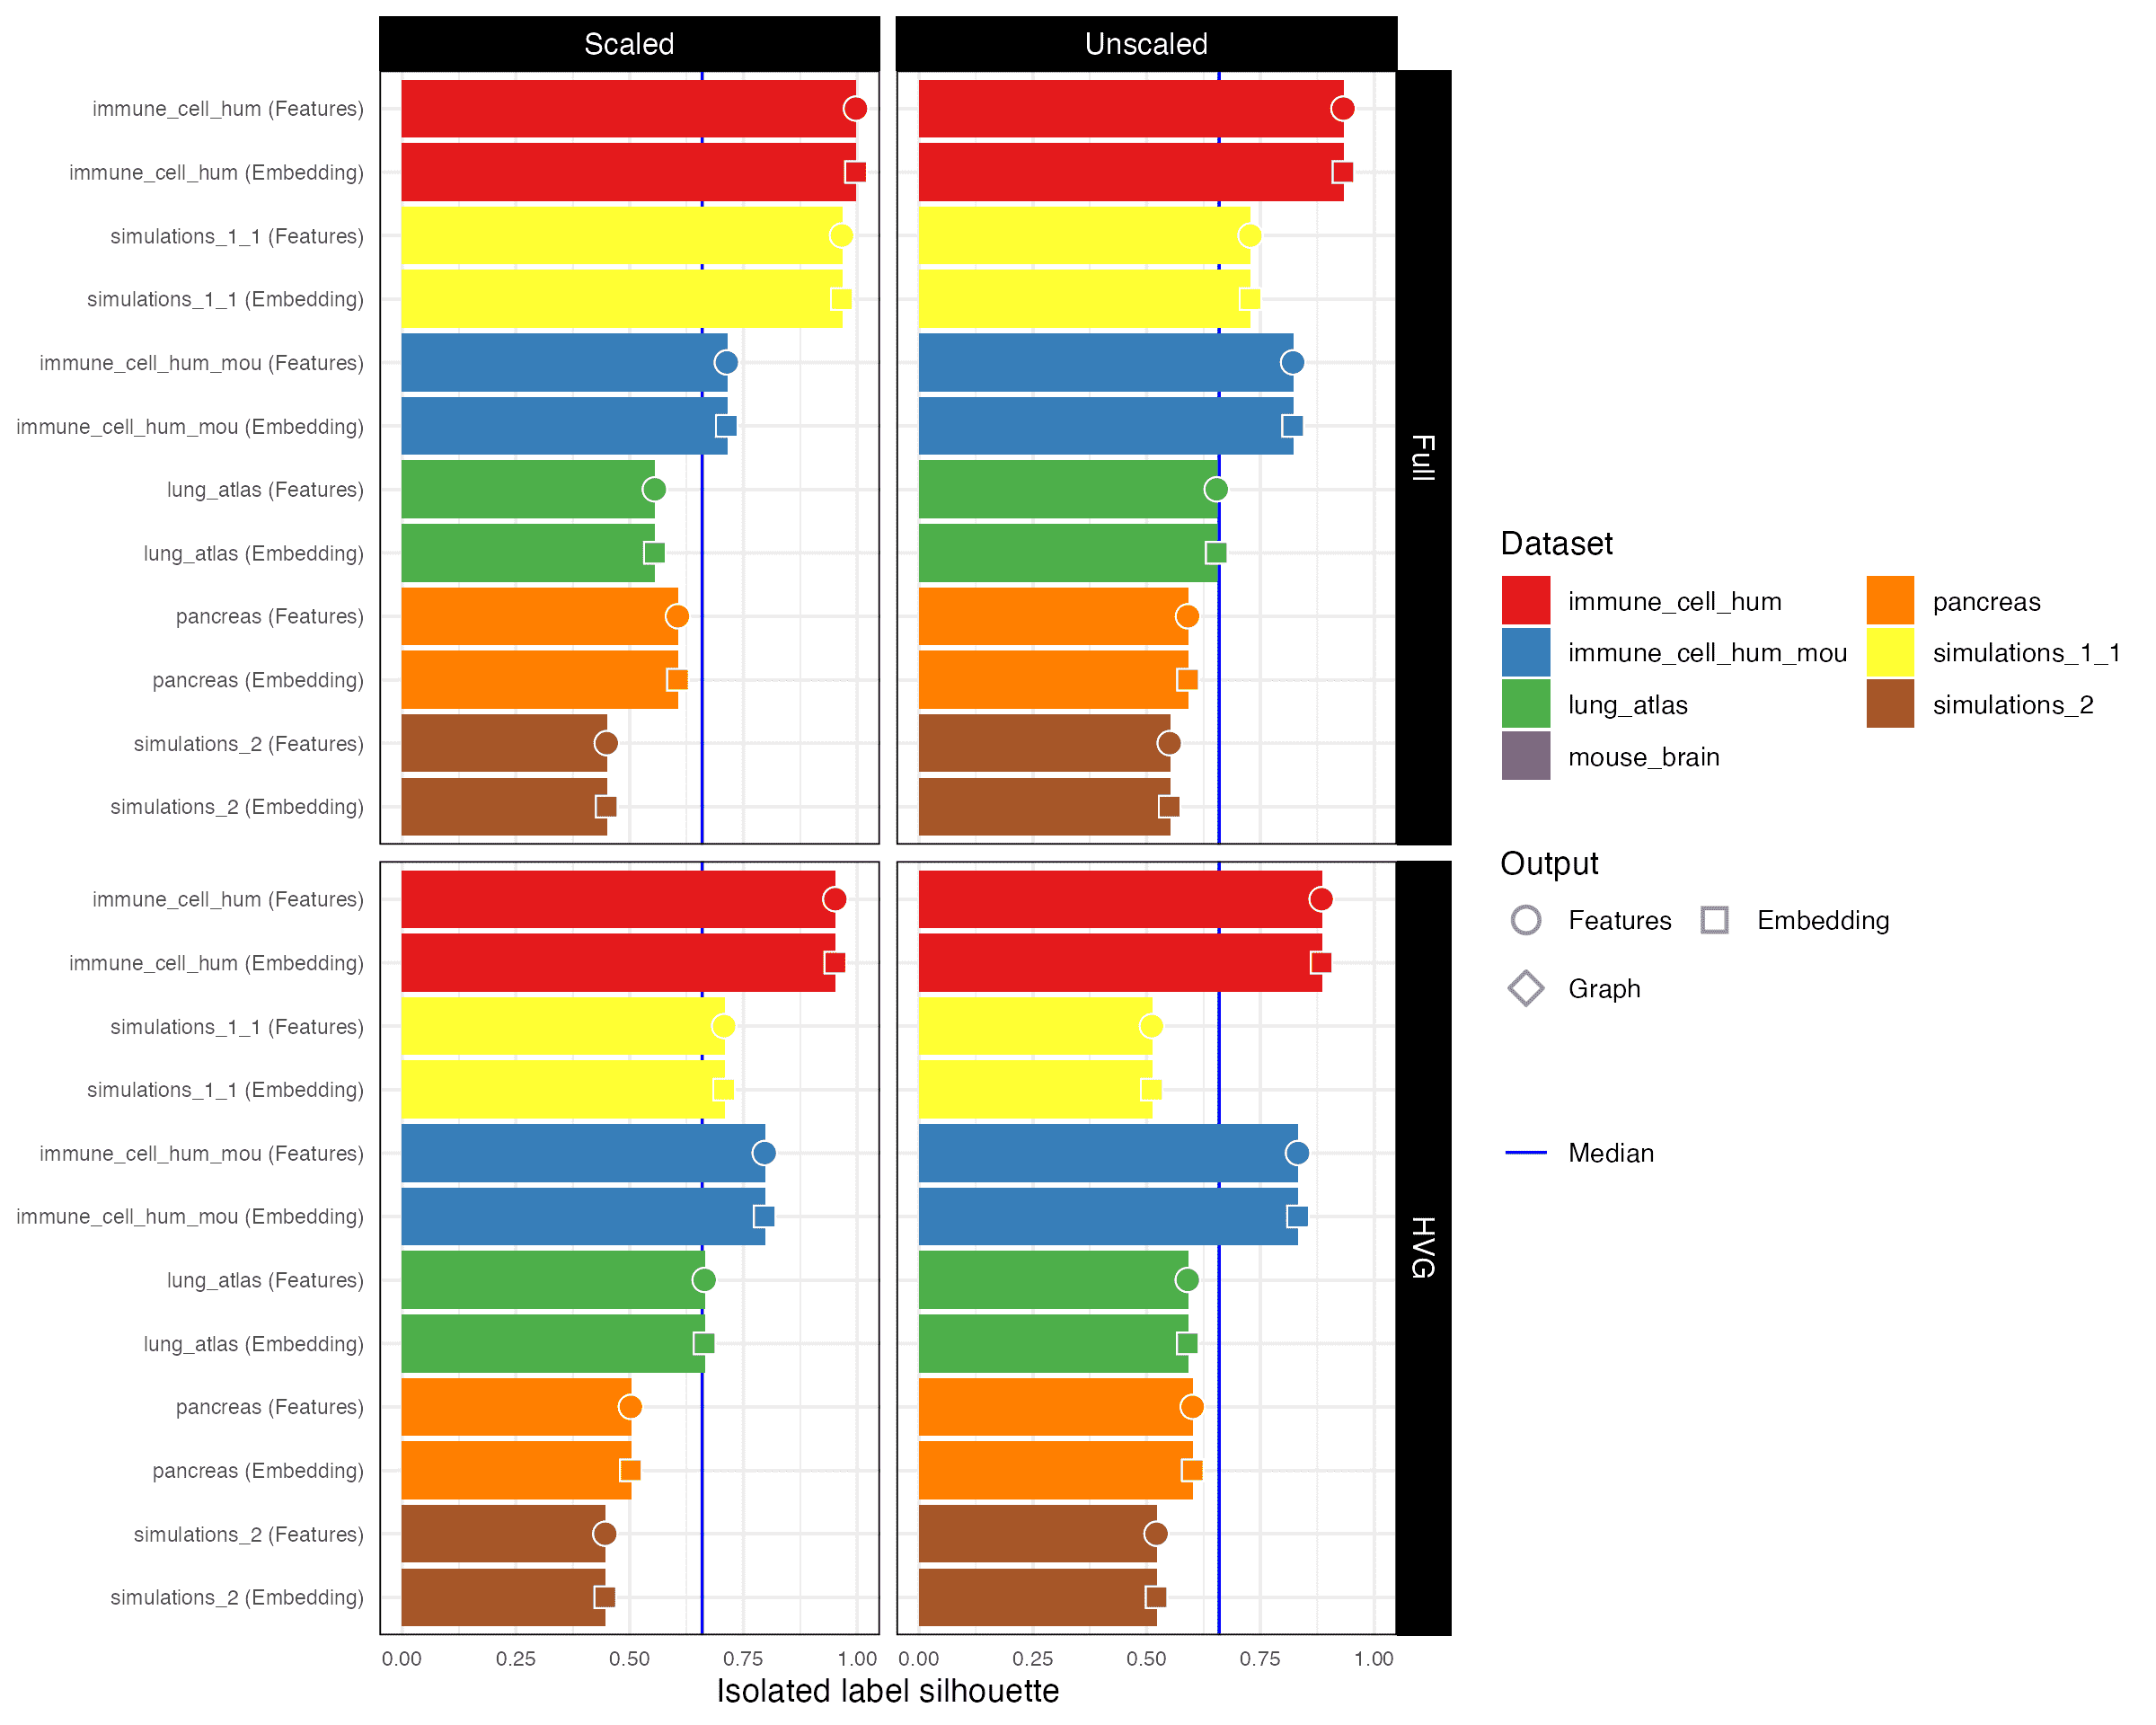 Scaled
Unscaled
immune_cell_hum (Features)
immune_cell_hum (Embedding)
simulations_1_1 (Features)
simulations_1_1 (Embedding)
immune_cell_hum_mou (Features)
immune_cell_hum_mou (Embedding)
lung_atlas (Features)
lung_atlas (Embedding)
pancreas (Features)
pancreas (Embedding)
simulations_2 (Features)
simulations_2 (Embedding)
Full
immune_cell_hum (Features)
immune_cell_hum (Embedding)
simulations_1_1 (Features)
simulations_1_1 (Embedding)
immune_cell_hum_mou (Features)
immune_cell_hum_mou (Embedding)
lung_atlas (Features)
lung_atlas (Embedding)
pancreas (Features)
pancreas (Embedding)
simulations_2 (Features)
simulations_2 (Embedding)
HVG
0.00 0.25 0.50 0.75 1.00 0.00 0.25 0.50 0.75 1.00
Isolated label silhouette
Dataset
immune_cell_hum pancreas
immune_cell_hum_mou simulations_1_1
lung_atlas simulations_2
mouse_brain
Output
Features Embedding
Graph
Median